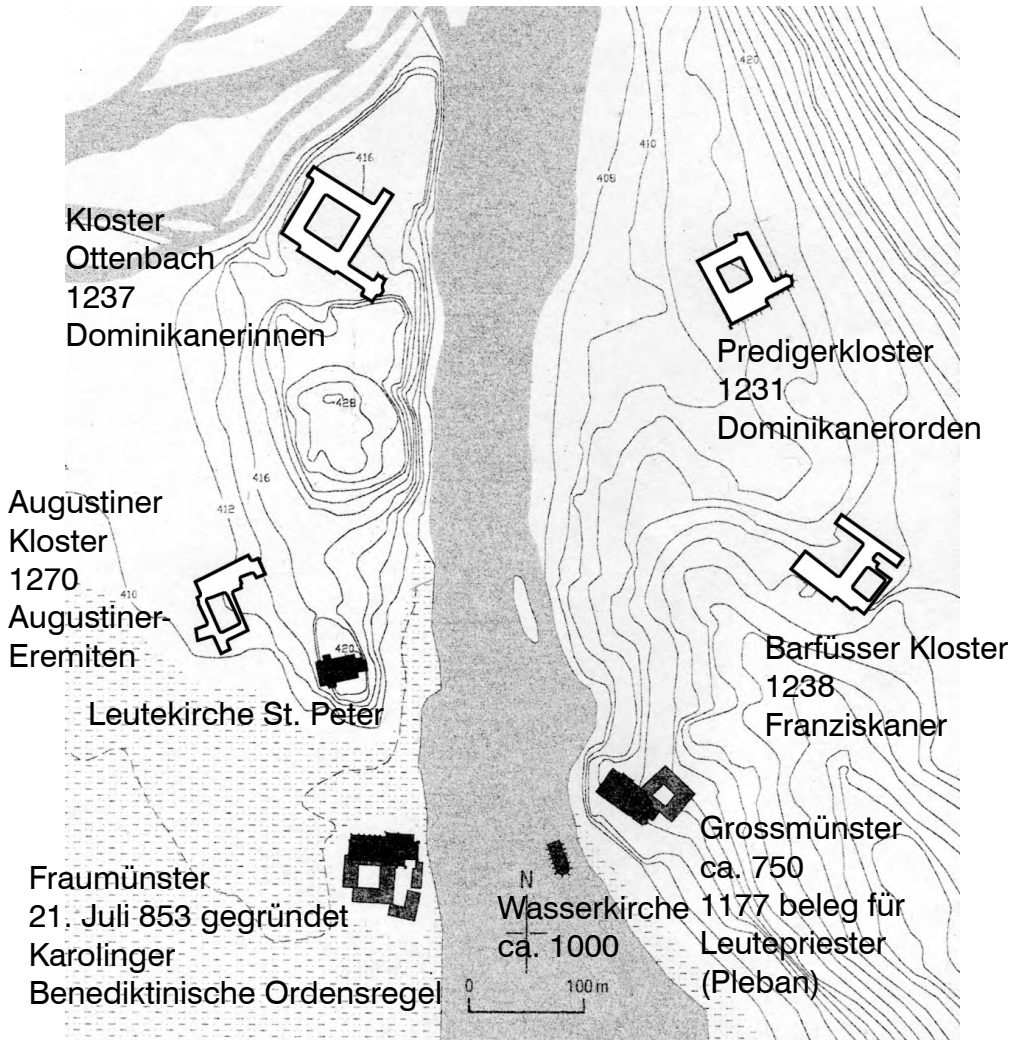 420
410
408
416
Kloster
Ottenbach
1237
Dominikanerinnen
Predigerkloster
1231
Dominikanerorden
428
416
412
410
Augustiner
Kloster
1270
Augustiner-
Eremiten
420
Leutekirche St. Peter
Barfüsser Kloster
1238
Franziskaner
Grossmünster
ca. 750
1177 beleg für
Leutepriester
(Pleban)
Fraumünster
21. Juli 853 gegründet
Karolinger
Benediktinische Ordensregel
N
Wasserkirche
ca. 1000
0 100 m